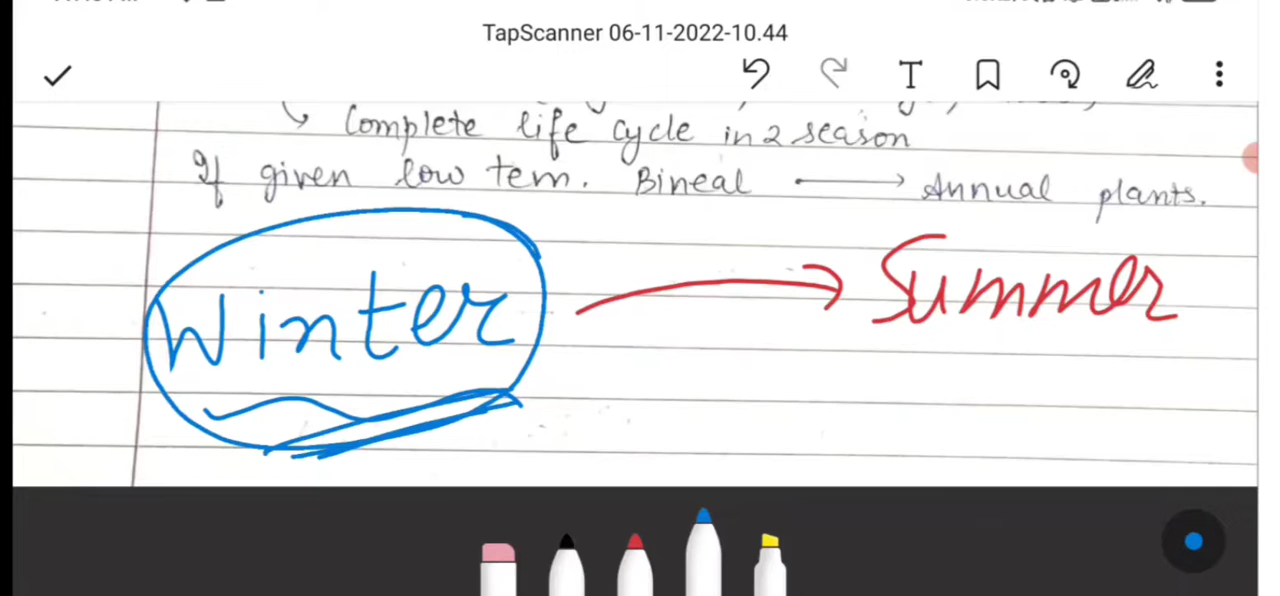 TapScanner 06-11-2022-10.44
T
↳ Complete life cycle in 2 season
If given low tem. Bineal ⟶ Annual plants.
Winter → Summer